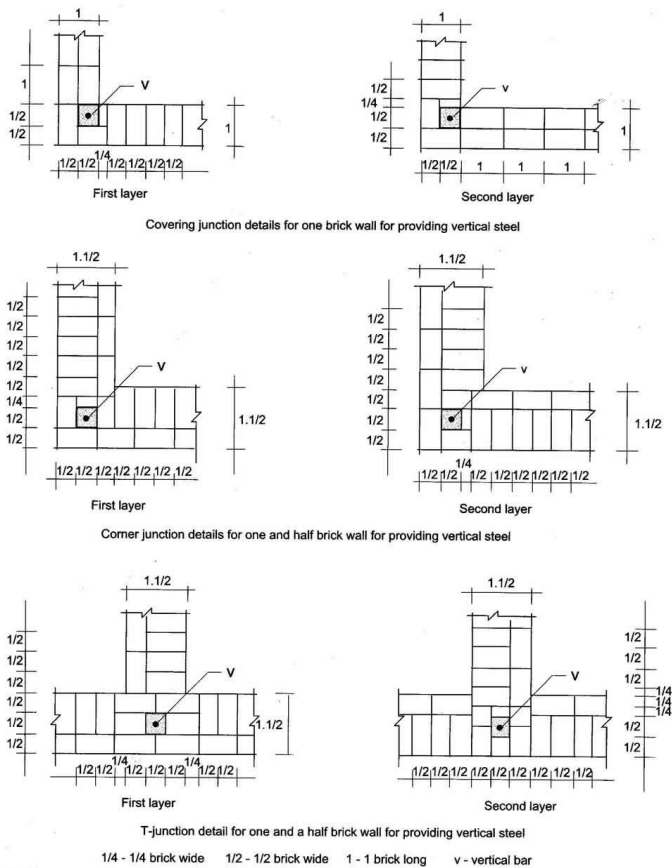 1
1
V
1
1/2
1/2
1
1/4
1/2 1/2 1/2 1/2 1/2
First layer
1
v
1/2
1/4
1/2
1/2
1
1/2 1/2 1 1 1
Second layer
Covering junction details for one brick wall for providing vertical steel
1.1/2
1/2
1/2
1/2
1/2
1/2
1/4
1/2
1/2
V
1.1/2
1/2 1/2 1/2 1/2 1/2 1/2 1/2
First layer
1.1/2
1/2
1/2
1/2
1/2
1/2
1/2
1/2
v
1.1/2
1/4
1/2 1/2 1/2 1/2 1/2 1/2 1/2
Second layer
Corner junction details for one and half brick wall for providing vertical steel
1.1/2
1/2
1/2
1/2
1/2
1/2
1/2
V
1.1/2
1/4 1/4
1/2 1/2 1/2 1/2 1/2 1/2 1/2
First layer
1.1/2
V
1/2
1/2
1/2
1/4
1/4
1/4
1/2
1/2
1/2 1/2 1/2 1/2 1/2 1/2 1/2
Second layer
T-junction detail for one and a half brick wall for providing vertical steel
1/4 - 1/4 brick wide 1/2 - 1/2 brick wide 1 - 1 brick long v - vertical bar